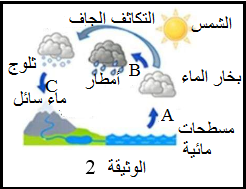 الشمس
التكاثف الجاف
ثلوج
أمطار
B
بخار الماء
C
ماء سائل
A
مسطحات
مائية
الوثيقة 2